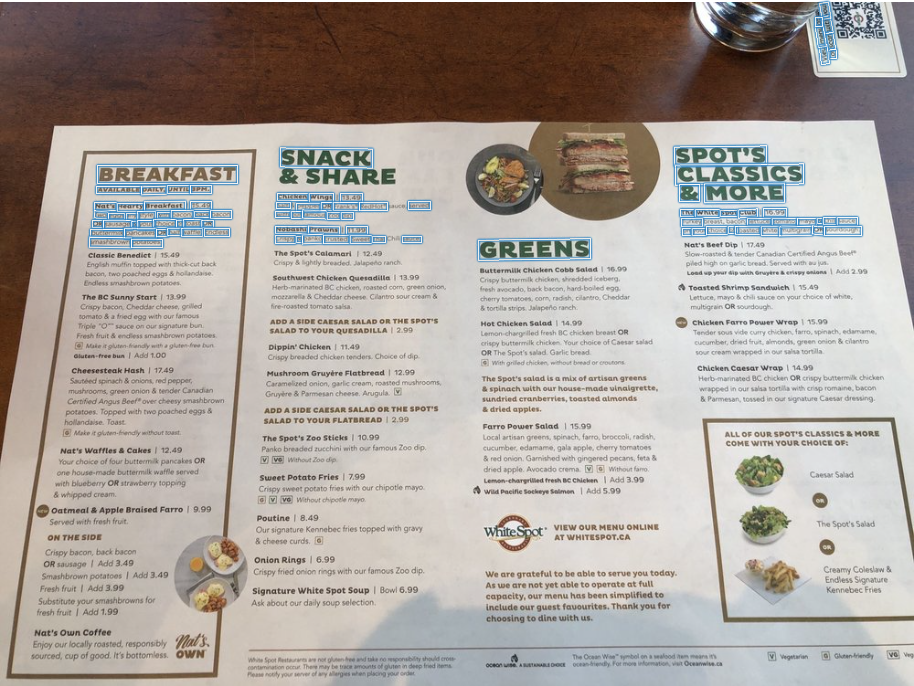 BREAKFAST
AVAILABLE DAILY, UNTIL 2PM.
Nat's Hearty Breakfast | 15.49
smashbrown potatoes.
Classic Benedict | 15.49
English muffin topped with thick-cut back
bacon, two poached eggs & hollandaise.
Endless smashbrown potatoes.
The BC Sunny Start | 13.99
Crispy bacon, Cheddar cheese, grilled
tomato & a fried egg with our famous
Triple "O"™ sauce on our signature bun.
Fresh fruit & endless smashbrown potatoes.
G Make it gluten-friendly with a gluten-free bun.
Gluten-free bun | Add 1.00
Cheesesteak Hash | 17.49
Sautéed spinach & onions, red pepper,
mushrooms, green onion & tender Canadian
Certified Angus Beef® over cheesy smashbrown
potatoes. Topped with two poached eggs &
hollandaise. Toast.
G Make it gluten-friendly without toast.
Nat's Waffles & Cakes | 12.49
Your choice of four buttermilk pancakes OR
one house-made buttermilk waffle served
with blueberry OR strawberry topping
& whipped cream.
Oatmeal & Apple Braised Farro | 9.99
Served with fresh fruit.
ON THE SIDE
Crispy bacon, back bacon
OR sausage | Add 3.49
Smashbrown potatoes | Add 3.49
Fresh fruit | Add 3.99
Substitute your smashbrowns for
fresh fruit | Add 1.99
Nat's Own Coffee
Enjoy our locally roasted, responsibly
sourced, cup of good. It's bottomless.
Nat's
OWN
SNACK
& SHARE
Chicken Wings | 13.49
Nobashi Prawns | 11.99
The Spot's Calamari | 12.49
Crispy & lightly breaded. Jalapeño ranch.
Southwest Chicken Quesadilla | 13.99
Herb-marinated BC chicken, roasted corn, green onion,
mozzarella & Cheddar cheese. Cilantro sour cream &
fire-roasted tomato salsa.
ADD A SIDE CAESAR SALAD OR THE SPOT'S
SALAD TO YOUR QUESADILLA | 2.99
Dippin' Chicken | 11.49
Crispy breaded chicken tenders. Choice of dip.
Mushroom Gruyère Flatbread | 12.99
Caramelized onion, garlic cream, roasted mushrooms,
Gruyère & Parmesan cheese. Arugula. V
ADD A SIDE CAESAR SALAD OR THE SPOT'S
SALAD TO YOUR FLATBREAD | 2.99
The Spot's Zoo Sticks | 10.99
Panko breaded zucchini with our famous Zoo dip.
V VG Without Zoo dip.
Sweet Potato Fries | 7.99
Crispy sweet potato fries with our chipotle mayo.
G V VG Without chipotle mayo.
Poutine | 8.49
Our signature Kennebec fries topped with gravy
& cheese curds. G
Onion Rings | 6.99
Crispy fried onion rings with our famous Zoo dip.
Signature White Spot Soup | Bowl 6.99
Ask about our daily soup selection.
GREENS
Buttermilk Chicken Cobb Salad | 16.99
Crispy buttermilk chicken, shredded iceberg,
fresh avocado, back bacon, hard-boiled egg,
cherry tomatoes, corn, radish, cilantro, Cheddar
& tortilla strips. Jalapeño ranch.
Hot Chicken Salad | 14.99
Lemon-chargrilled fresh BC chicken breast OR
crispy buttermilk chicken. Your choice of Caesar salad
OR The Spot's salad. Garlic bread.
G With grilled chicken, without bread or croutons.
The Spot's salad is a mix of artisan greens
& spinach with our house-made vinaigrette,
sundried cranberries, toasted almonds
& dried apples.
Farro Power Salad | 15.99
Local artisan greens, spinach, farro, broccoli, radish,
cucumber, edamame, gala apple, cherry tomatoes
& red onion. Garnished with gingered pecans, feta &
dried apple. Avocado crema. V G Without farro.
Lemon-chargrilled fresh BC Chicken | Add 3.99
Wild Pacific Sockeye Salmon | Add 5.99
White Spot
VIEW OUR MENU ONLINE
AT WHITESPOT.CA
We are grateful to be able to serve you today.
As we are not yet able to operate at full
capacity, our menu has been simplified to
include our guest favourites. Thank you for
choosing to dine with us.
SPOT'S
CLASSICS
& MORE
The White Spot Club | 16.99
Nat's Beef Dip | 17.49
Slow-roasted & tender Canadian Certified Angus Beef®
piled high on garlic bread. Served with au jus.
Load up your dip with Gruyère & crispy onions | Add 2.99
Toasted Shrimp Sandwich | 15.49
Lettuce, mayo & chili sauce on your choice of white,
multigrain OR sourdough.
Chicken Farro Power Wrap | 15.99
Tender sous vide curry chicken, farro, spinach, edamame,
cucumber, dried fruit, almonds, green onion & cilantro
sour cream wrapped in our salsa tortilla.
Chicken Caesar Wrap | 14.99
Herb-marinated BC chicken OR crispy buttermilk chicken
wrapped in our salsa tortilla with crisp romaine, bacon
& Parmesan, tossed in our signature Caesar dressing.
ALL OF OUR SPOT'S CLASSICS & MORE
COME WITH YOUR CHOICE OF:
Caesar Salad
OR
The Spot's Salad
OR
Creamy Coleslaw &
Endless Signature
Kennebec Fries
White Spot Restaurants are not gluten free and take no responsibility should cross-
contamination occur. There may be trace amounts of gluten in deep fried items.
Please notify your server of any allergies when placing your order.
OCEAN WISE. A SUSTAINABLE CHOICE
The Ocean Wise™ symbol on a seafood item means it's
ocean-friendly. For more information, visit Oceanwise.ca
V Vegetarian G Gluten-friendly VG Veg